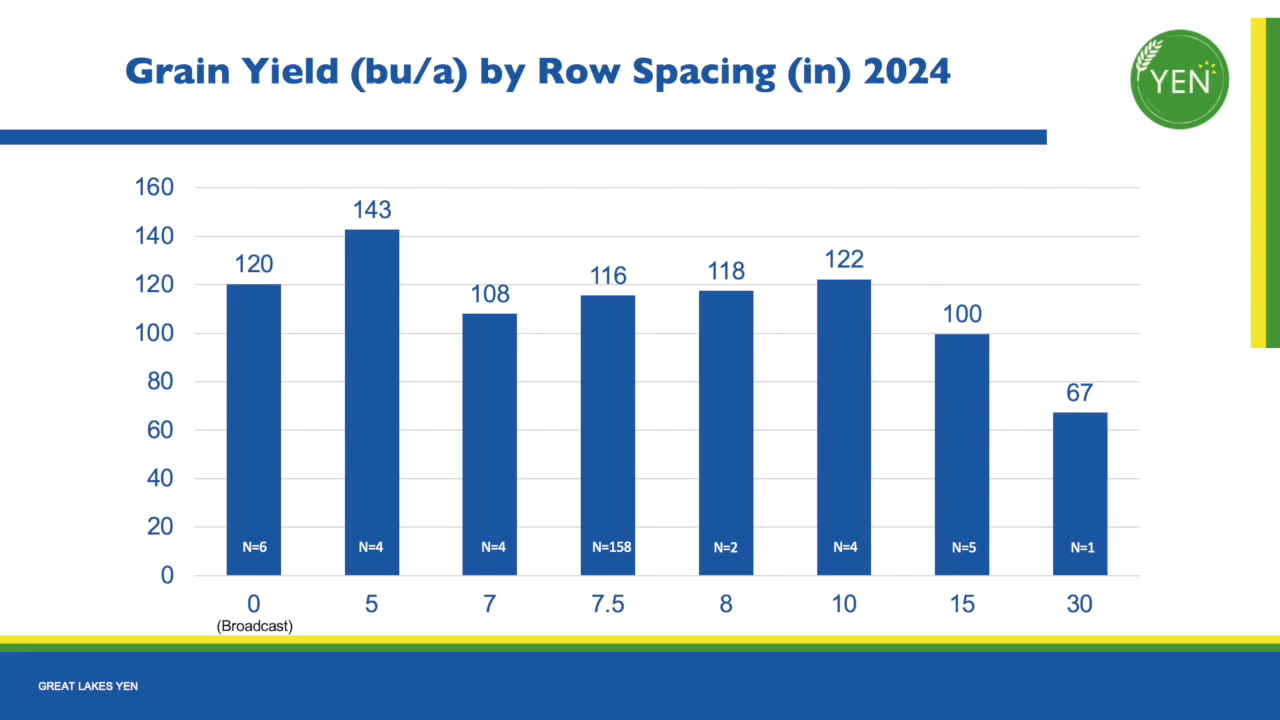 Grain Yield (bu/a) by Row Spacing (in) 2024
YEN
160
140
120
100
80
60
40
20
0
120
143
108
116
118
122
100
67
N=6
N=4
N=4
N=158
N=2
N=4
N=5
N=1
0
5
7
7.5
8
10
15
30
(Broadcast)
GREAT LAKES YEN